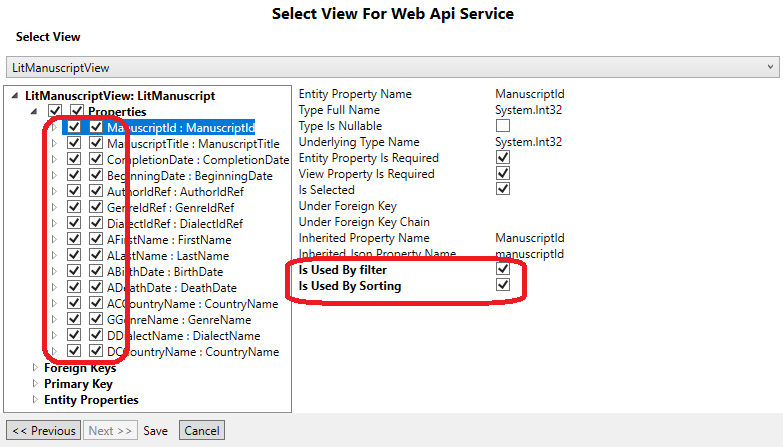 Select View For Web Api Service
Select View
LitManuscriptView
LitManuscriptView: LitManuscript
Properties
ManuscriptId : ManuscriptId
ManuscriptTitle : ManuscriptTitle
CompletionDate : CompletionDate
BeginningDate : BeginningDate
AuthorIdRef : AuthorIdRef
GenreIdRef : GenreIdRef
DialectIdRef : DialectIdRef
AFirstName : FirstName
ALastName : LastName
ABirthDate : BirthDate
ADeathDate : DeathDate
ACCountryName : CountryName
GGenreName : GenreName
DDialectName : DialectName
DCCountryName : CountryName
Foreign Keys
Primary Key
Entity Properties
Entity Property Name ManuscriptId
Type Full Name System.Int32
Type Is Nullable
Underlying Type Name System.Int32
Entity Property Is Required
View Property Is Required
Is Selected
Under Foreign Key
Under Foreign Key Chain
Inherited Property Name ManuscriptId
Inherited Json Property Name manuscriptId
Is Used By filter
Is Used By Sorting
<< Previous Next >> Save Cancel